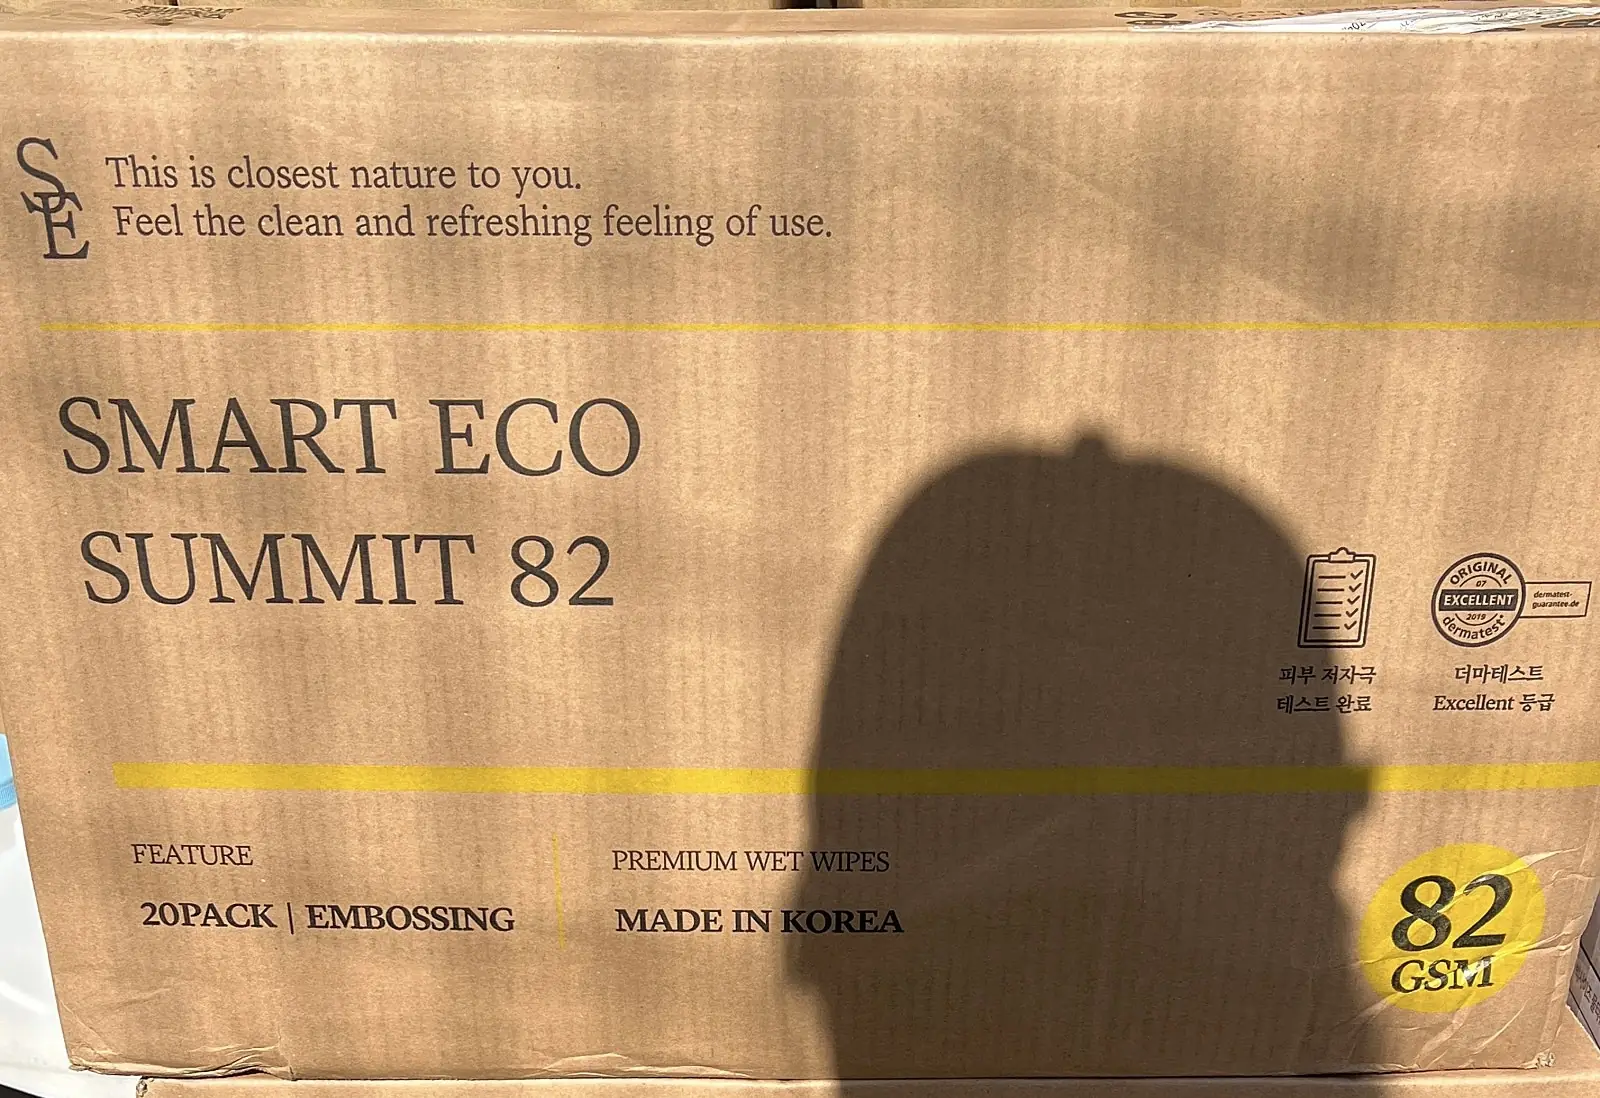 SE
This is closest nature to you.
Feel the clean and refreshing feeling of use.
SMART ECO
SUMMIT 82
ORIGINAL
07
EXCELLENT
2019
dermatest®
dermatest-
guarantee.de
피부 저자극
테스트 완료
더마테스트
Excellent 등급
FEATURE
20PACK | EMBOSSING
PREMIUM WET WIPES
MADE IN KOREA
82
GSM